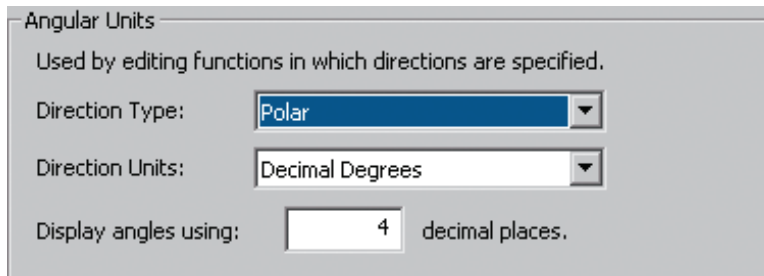 Angular Units
Used by editing functions in which directions are specified.
Direction Type: Polar
Direction Units: Decimal Degrees
Display angles using: 4 decimal places.